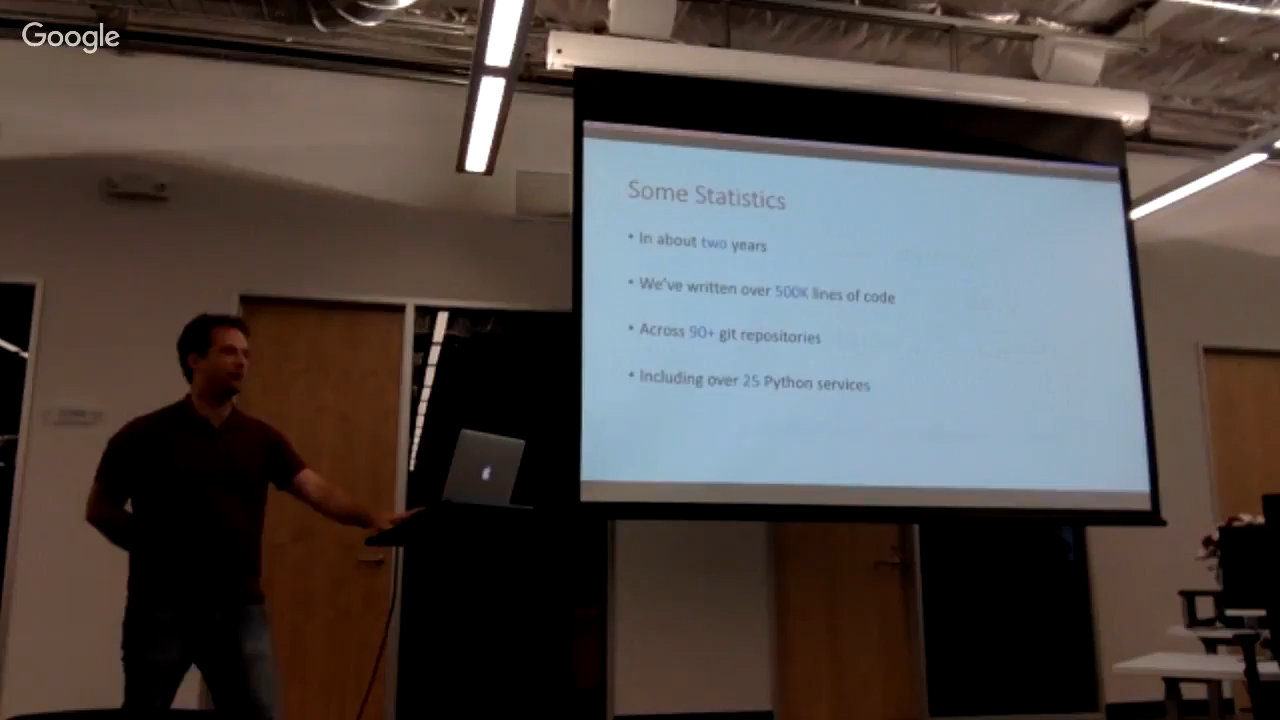 Google
Some Statistics
• In about two years
• We've written over 500K lines of code
• Across 90+ git repositories
• Including over 25 Python services